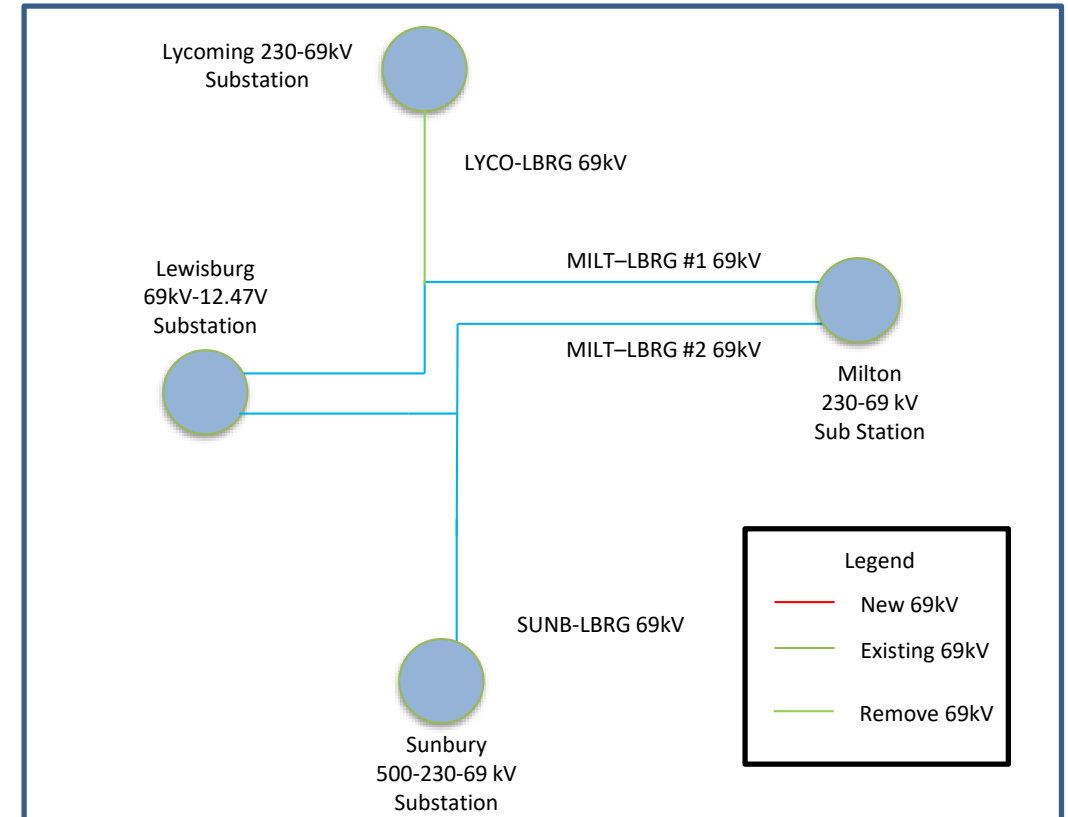 Lycoming 230-69kV
Substation
LYCO-LBRG 69kV
MILT–LBRG #1 69kV
Lewisburg
69kV-12.47V
Substation
MILT–LBRG #2 69kV
Milton
230-69 kV
Sub Station
Legend
New 69kV
Existing 69kV
Remove 69kV
SUNB-LBRG 69kV
Sunbury
500-230-69 kV
Substation